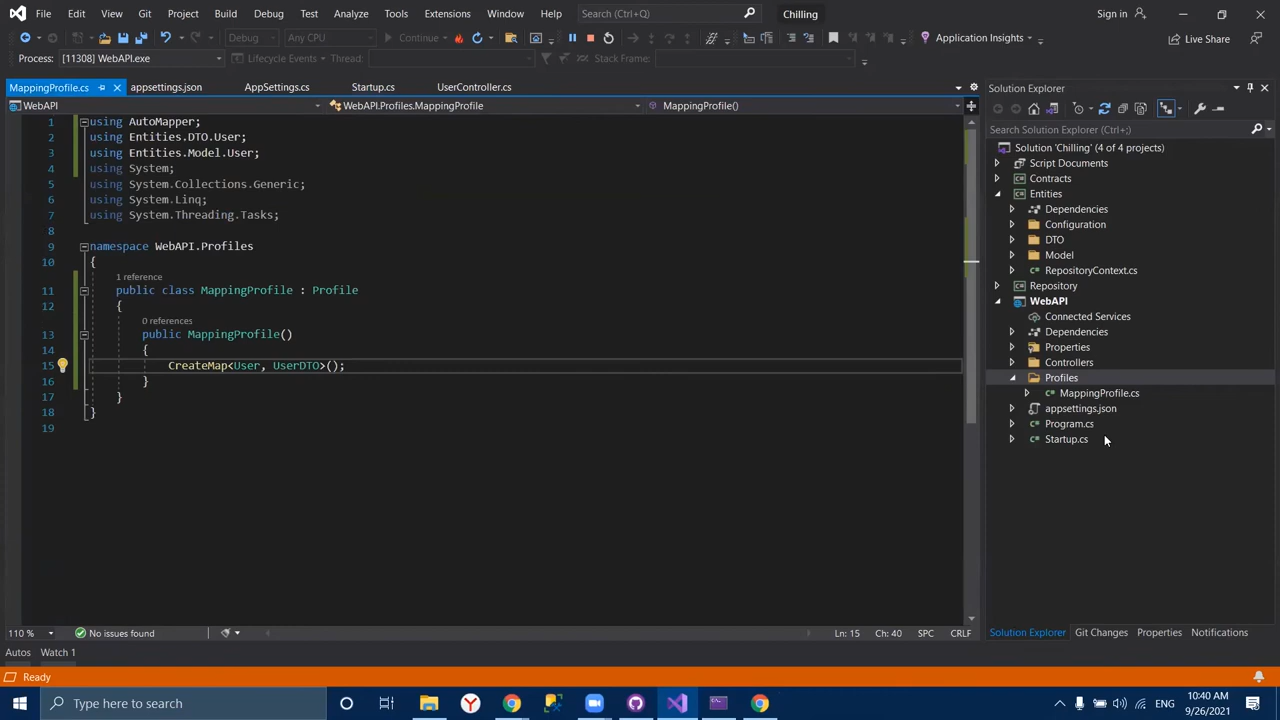 File Edit View Git Project Build Debug Test Analyze Tools Extensions Window Help Search (Ctrl+Q) Chilling Sign in
Debug Any CPU Continue Application Insights Live Share
Process: [11308] WebAPI.exe Lifecycle Events Thread: Stack Frame:
MappingProfile.cs appsettings.json AppSettings.cs Startup.cs UserController.cs
WebAPI WebAPI.Profiles.MappingProfile MappingProfile()
1 using AutoMapper;
2 using Entities.DTO.User;
3 using Entities.Model.User;
4 using System;
5 using System.Collections.Generic;
6 using System.Linq;
7 using System.Threading.Tasks;
8
9 namespace WebAPI.Profiles
10 {
1 reference
11 public class MappingProfile : Profile
12 {
0 references
13 public MappingProfile()
14 {
15 CreateMap<User, UserDTO>();
16 }
17 }
18 }
19
110 % No issues found Ln: 15 Ch: 40 SPC CRLF
Solution Explorer
Search Solution Explorer (Ctrl+;)
Solution 'Chilling' (4 of 4 projects)
Script Documents
Contracts
Entities
Dependencies
Configuration
DTO
Model
RepositoryContext.cs
Repository
WebAPI
Connected Services
Dependencies
Properties
Controllers
Profiles
MappingProfile.cs
appsettings.json
Program.cs
Startup.cs
Solution Explorer Git Changes Properties Notifications
Autos Watch 1
Ready
Type here to search
ENG
10:40 AM
9/26/2021